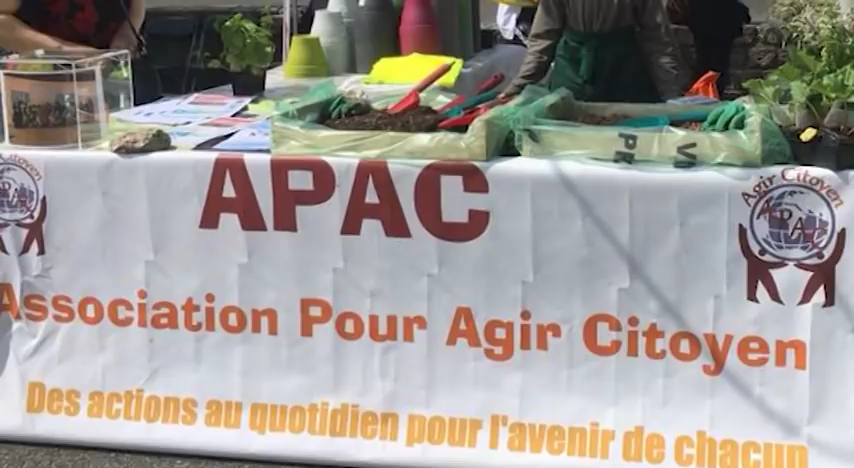 APAC
Agir Citoyen
APAC
Association Pour Agir Citoyen
Des actions au quotidien pour l'avenir de chacun